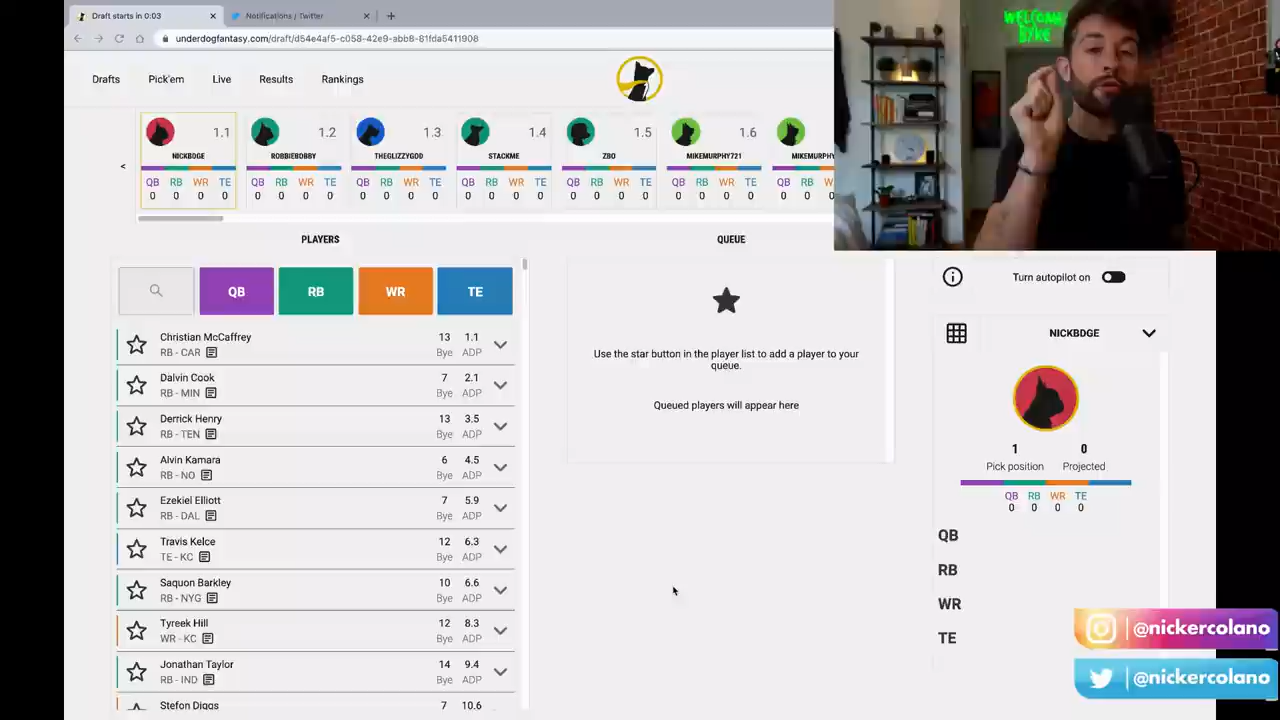 Draft starts in 0:03
Notifications / Twitter
underdogfantasy.com/draft/d54e4af5-c058-42e9-abb8-81fda5411908
WELCOME
BYKE
Drafts Pick'em Live Results Rankings
1.1 1.2 1.3 1.4 1.5 1.6
NICKBDGE ROBBIEBOBBY THEGLIZZYGOD STACKME ZBO MIKEMURPHY721 MIKEMURPHY
QB RB WR TE QB RB WR TE QB RB WR TE QB RB WR TE QB RB WR TE QB RB WR TE QB RB WR
0 0 0 0 0 0 0 0 0 0 0 0 0 0 0 0 0 0 0 0 0 0 0 0 0 0 0
<
PLAYERS
QB RB WR TE
Christian McCaffrey 13 1.1
RB - CAR Bye ADP
Dalvin Cook 7 2.1
RB - MIN Bye ADP
Derrick Henry 13 3.5
RB - TEN Bye ADP
Alvin Kamara 6 4.5
RB - NO Bye ADP
Ezekiel Elliott 7 5.9
RB - DAL Bye ADP
Travis Kelce 12 6.3
TE - KC Bye ADP
Saquon Barkley 10 6.6
RB - NYG Bye ADP
Tyreek Hill 12 8.3
WR - KC Bye ADP
Jonathan Taylor 14 9.4
RB - IND Bye ADP
Stefon Diggs 7 10.6
QUEUE
Use the star button in the player list to add a player to your
queue.
Queued players will appear here
Turn autopilot on
NICKBDGE
1 0
Pick position Projected
QB RB WR TE
0 0 0 0
QB
RB
WR
TE
@nickercolano
@nickercolano